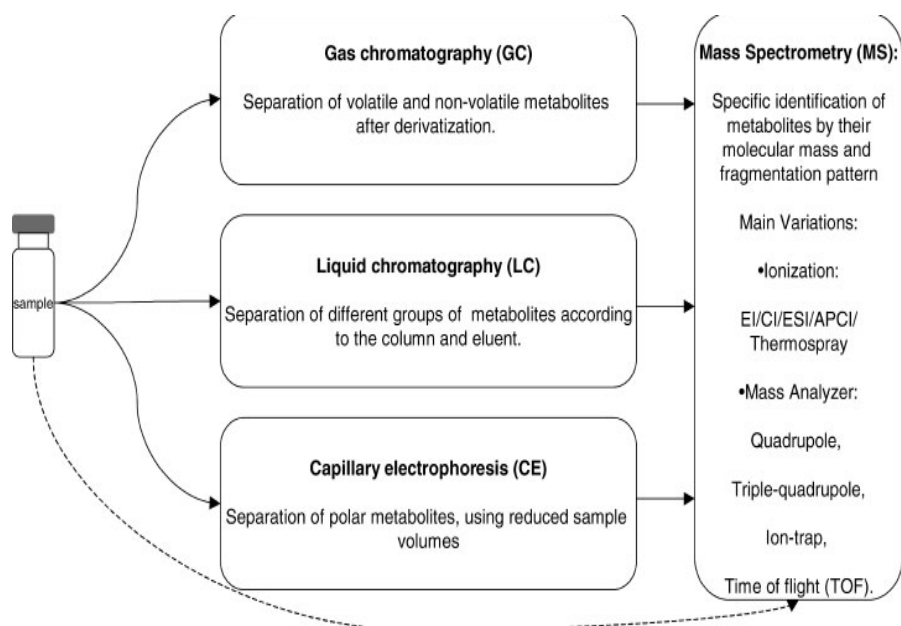 Gas chromatography (GC)
Separation of volatile and non-volatile metabolites
after derivatization.
sample
Liquid chromatography (LC)
Separation of different groups of metabolites according
to the column and eluent.
Capillary electrophoresis (CE)
Separation of polar metabolites, using reduced sample
volumes
Mass Spectrometry (MS):
Specific identification of
metabolites by their
molecular mass and
fragmentation pattern
Main Variations:
•Ionization:
EI/CI/ESI/APCI/
Thermospray
•Mass Analyzer:
Quadrupole,
Triple-quadrupole,
Ion-trap,
Time of flight (TOF).